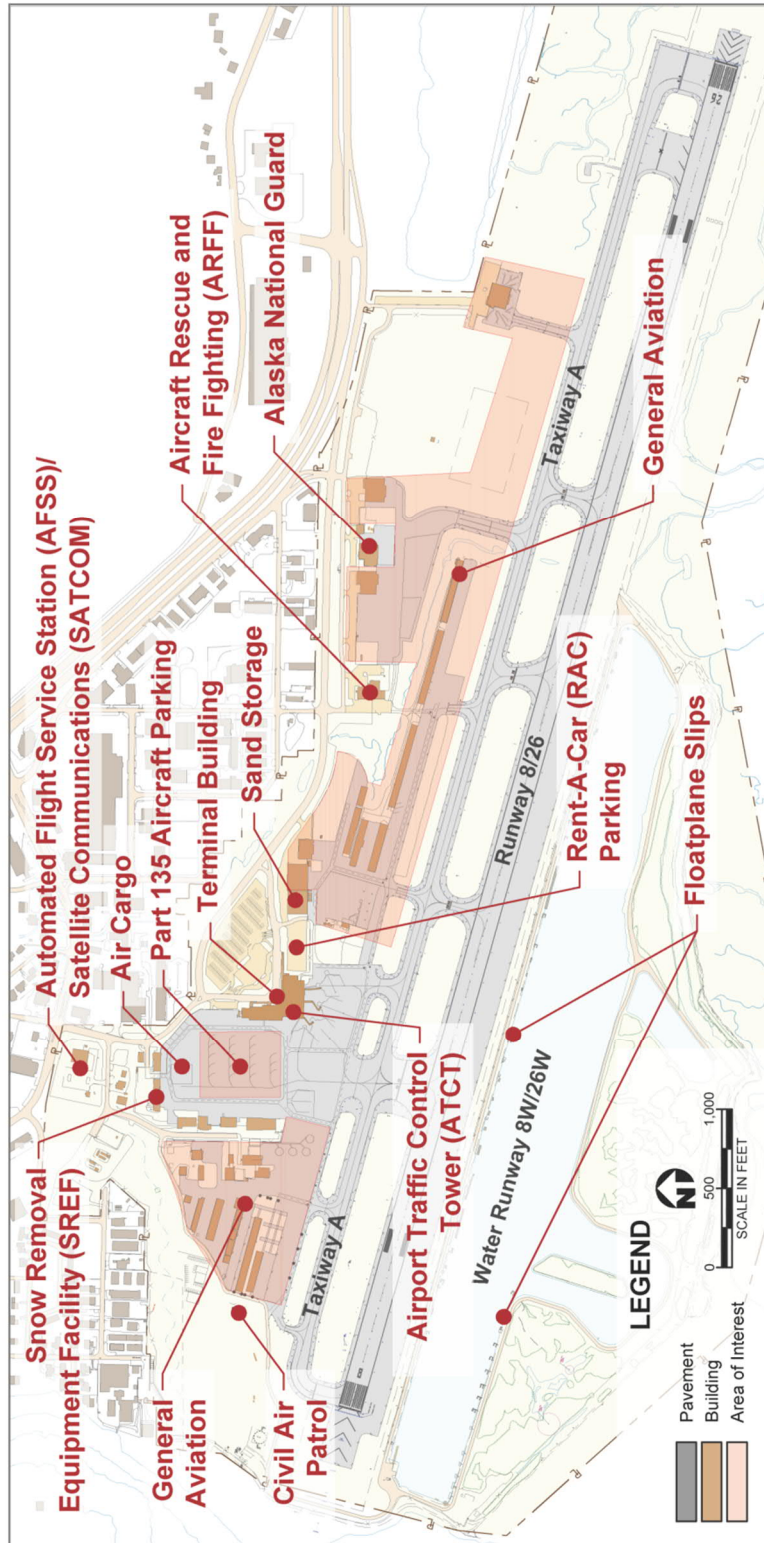 Automated Flight Service Station (AFSS)/
Satellite Communications (SATCOM)
Snow Removal
Equipment Facility (SREF)
Air Cargo
Part 135 Aircraft Parking
Terminal Building
Sand Storage
Aircraft Rescue and
Fire Fighting (ARFF)
Alaska National Guard
General
Aviation
Civil Air
Patrol
Taxiway A
Airport Traffic Control
Tower (ATCT)
Taxiway A
Runway 8/26
General Aviation
Rent-A-Car (RAC)
Parking
Water Runway 8W/26W
Floatplane Slips
8
26
LEGEND
Pavement
Building
Area of Interest
N
0 500 1,000
SCALE IN FEET